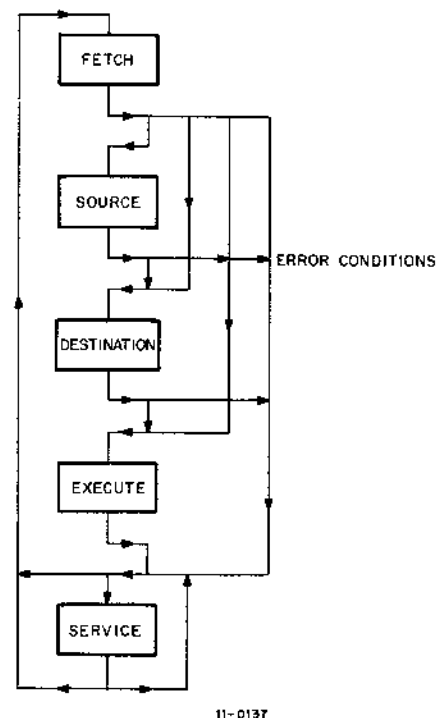 FETCH
SOURCE
ERROR CONDITIONS
DESTINATION
EXECUTE
SERVICE
11-0137